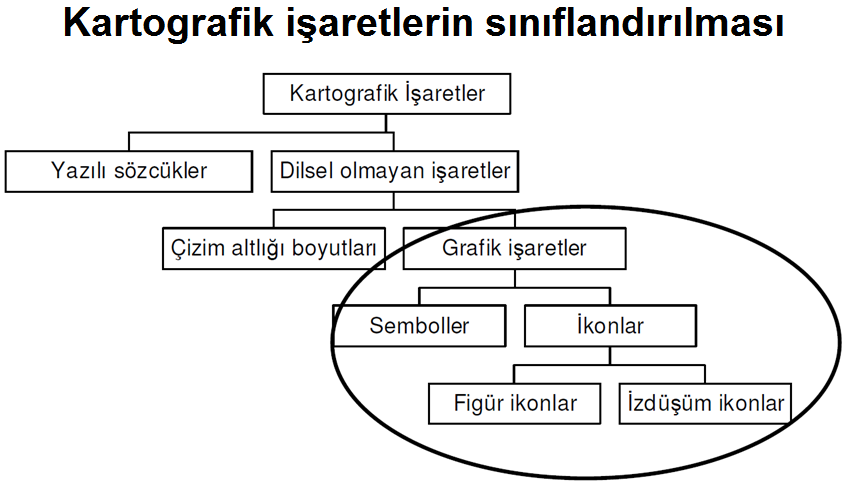 Kartografik işaretlerin sınıflandırılması
Kartografik İşaretler
Yazılı sözcükler
Dilsel olmayan işaretler
Çizim altlığı boyutları
Grafik işaretler
Semboller
İkonlar
Figür ikonlar
İzdüşüm ikonlar